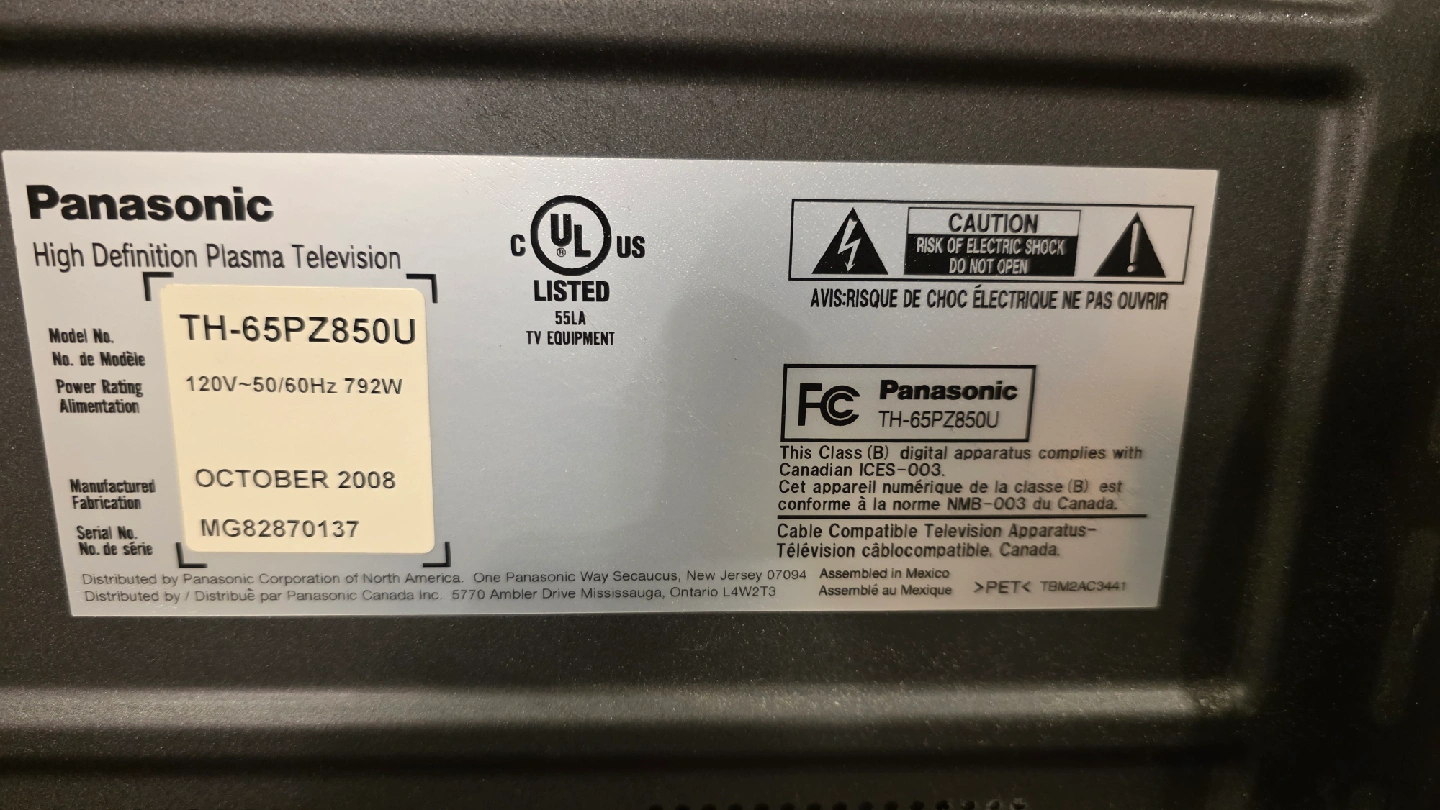 Panasonic
High Definition Plasma Television
Model No.
No. de Modèle
TH-65PZ850U
Power Rating
Alimentation
120V~50/60Hz 792W
Manufactured
Fabrication
OCTOBER 2008
Serial No.
No. de série
MG82870137
C UL ® US
LISTED
55LA
TV EQUIPMENT
CAUTION
RISK OF ELECTRIC SHOCK
DO NOT OPEN
AVIS:RISQUE DE CHOC ÉLECTRIQUE NE PAS OUVRIR
FC Panasonic
TH-65PZ850U
This Class (B) digital apparatus complies with
Canadian ICES-003.
Cet appareil numérique de la classe (B) est
conforme à la norme NMB-003 du Canada.
Cable Compatible Television Apparatus-
Télévision câblocompatible, Canada.
Distributed by Panasonic Corporation of North America. One Panasonic Way Secaucus, New Jersey 07094
Distributed by / Distribuè par Panasonic Canada Inc. 5770 Ambler Drive Mississauga, Ontario L4W2T3
Assembled in Mexico
Assemblé au Mexique
>PET< TBM2AC3441